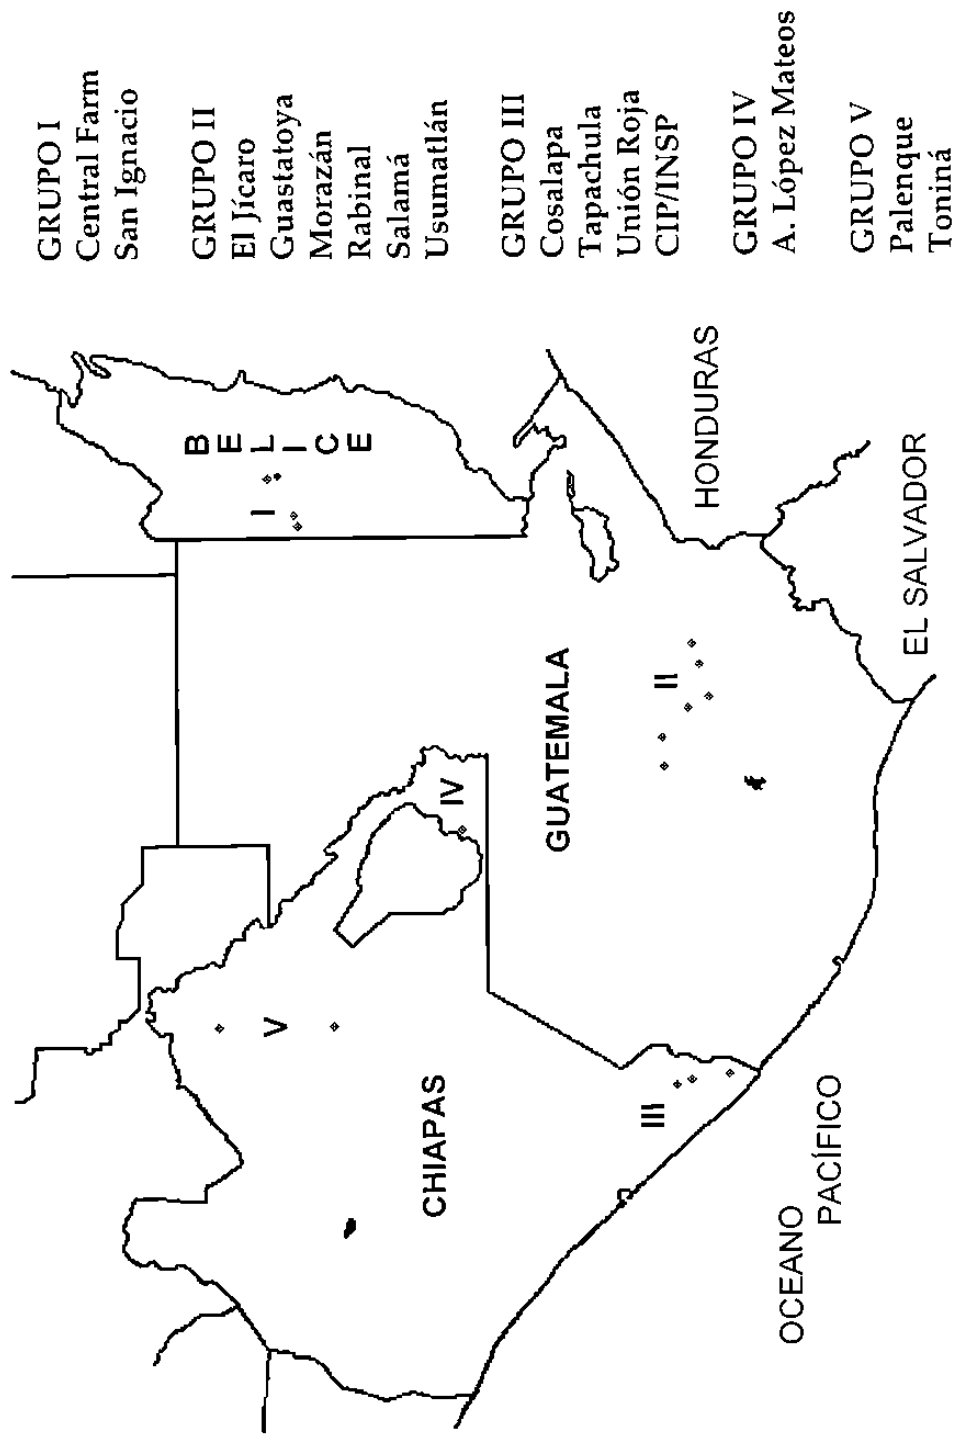 GRUPO I
Central Farm
San Ignacio
GRUPO II
El Jícaro
Guastatoya
Morazán
Rabinal
Salamá
Usumatlán
GRUPO III
Cosalapa
Tapachula
Unión Roja
CIP/INSP
GRUPO IV
A. López Mateos
GRUPO V
Palenque
Toniná
BELICE
I
HONDURAS
EL SALVADOR
II
GUATEMALA
IV
V
CHIAPAS
III
OCEANO
PACÍFICO